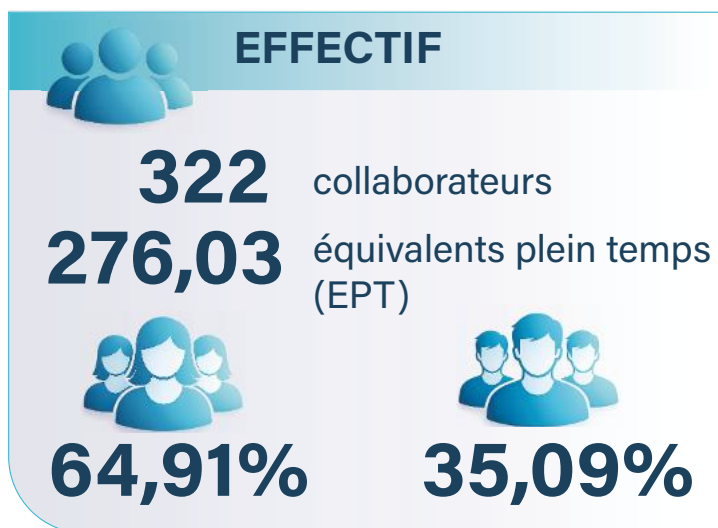 EFFECTIF
322 collaborateurs
276,03 équivalents plein temps
(EPT)
64,91% 35,09%